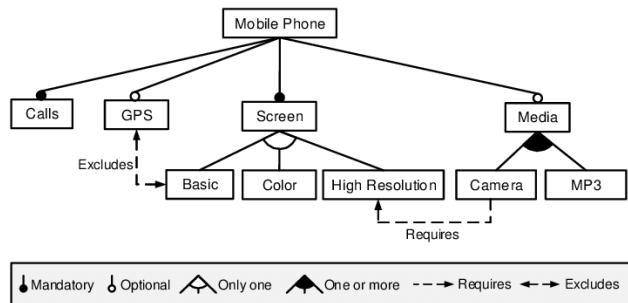 Mobile Phone
Calls
GPS
Screen
Media
Excludes
Basic
Color
High Resolution
Camera
MP3
Requires
Mandatory
Optional
Only one
One or more
Requires
Excludes